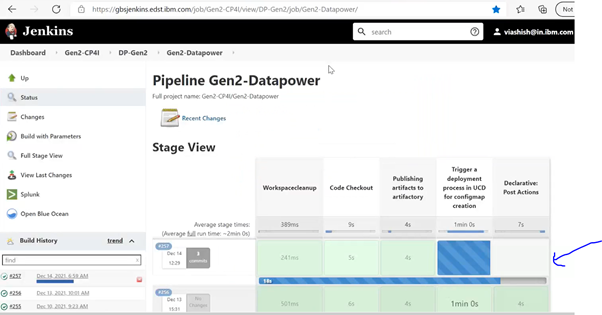 https://gbsjenkins.edst.ibm.com/job/Gen2-CP4I/view/DP-Gen2/job/Gen2-Datapower/
Not
Jenkins
search
viashish@in.ibm.com
Dashboard
Gen2-CP4I
DP-Gen2
Gen2-Datapower
Up
Status
Changes
Build with Parameters
Full Stage View
View Last Changes
Splunk
Open Blue Ocean
Build History
trend
find
#257
Dec 14, 2021, 6:59 AM
#256
Dec 13, 2021, 10:01 AM
#255
Dec 10, 2021, 9:23 AM
Pipeline Gen2-Datapower
Full project name: Gen2-CP4I/Gen2-Datapower
Recent Changes
Stage View
Workspacecleanup
Code Checkout
Publishing
artifacts to
artifactory
Trigger a
deployment
process in UCD
for configmap
creation
Declarative:
Post Actions
Average stage times:
(Average full run time: ~2min 0s)
389ms
9s
4s
1min 0s
7s
#257
Dec 14
12:29
3
commits
241ms
5s
4s
18s
#256
Dec 13
15:31
No
Changes
501ms
6s
4s
1min 0s
4s